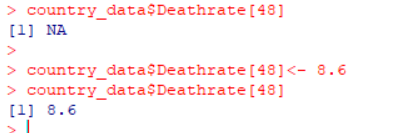 > country_data$Deathrate[48]
[1] NA
>
> country_data$Deathrate[48]<- 8.6
> country_data$Deathrate[48]
[1] 8.6
>